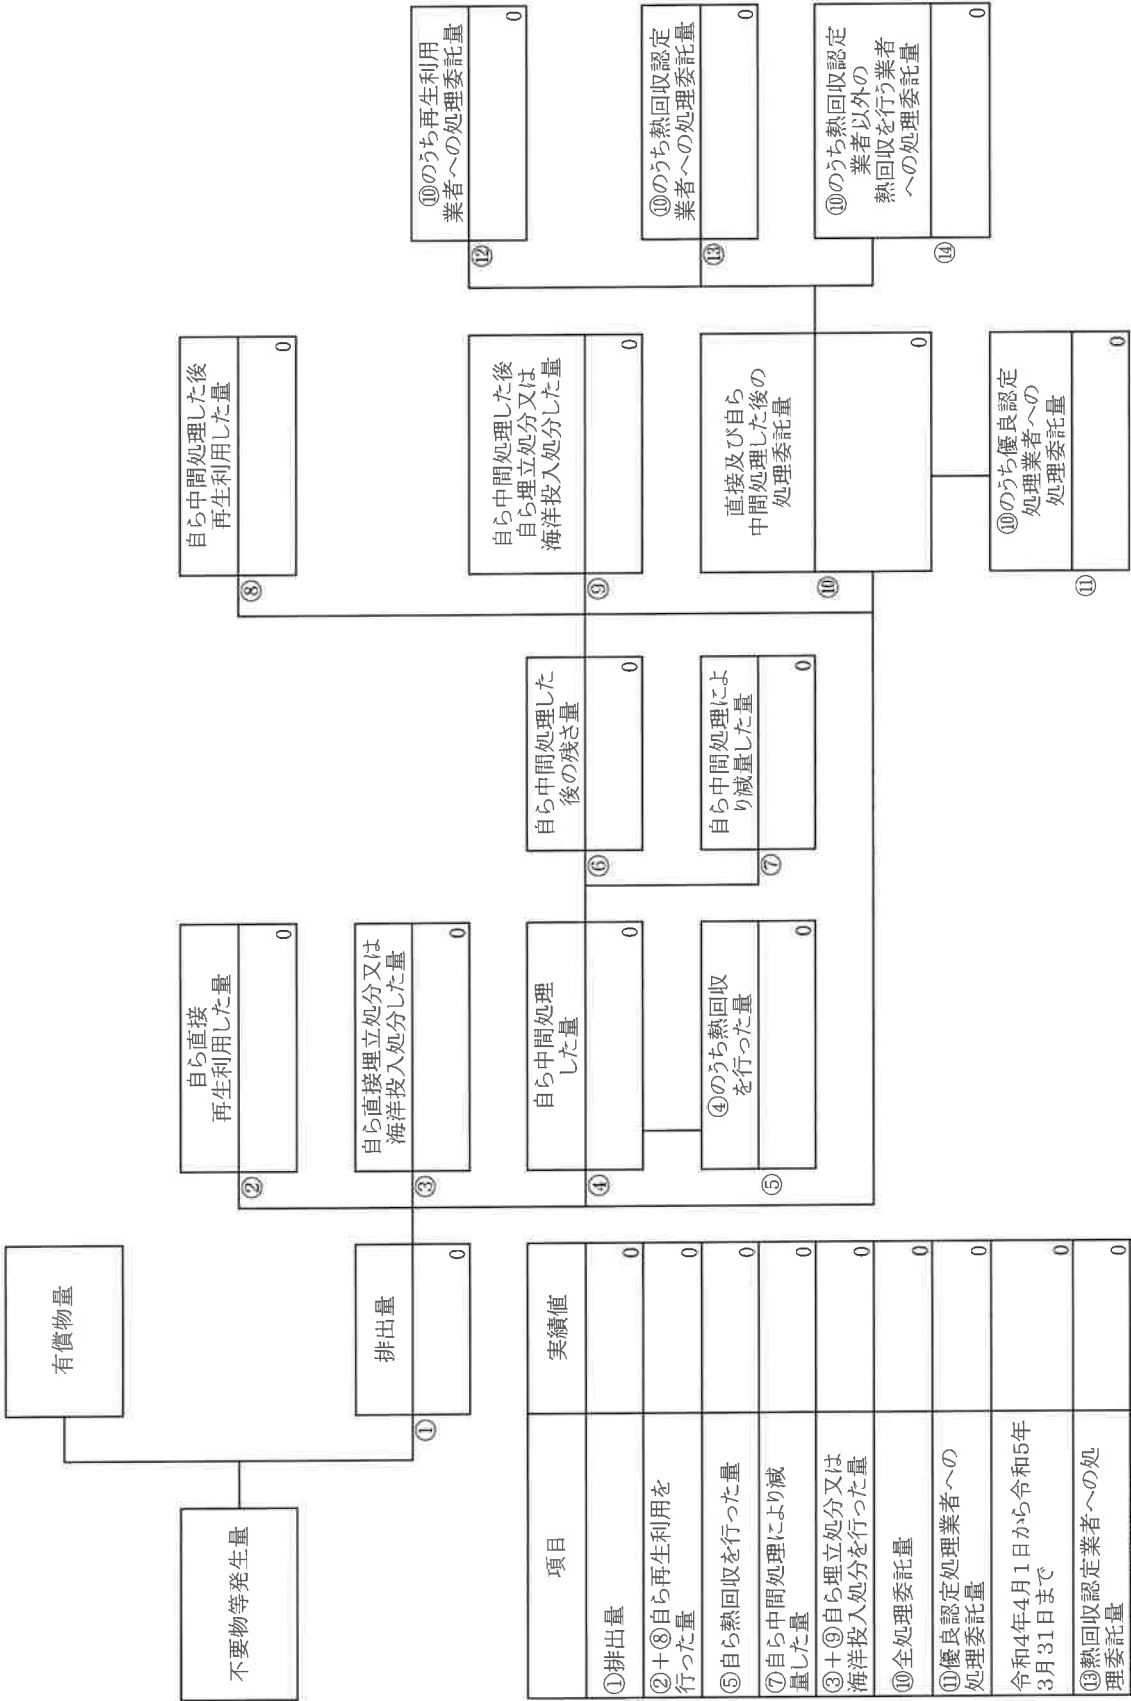 不要物等発生量
有償物量
①
排出量
0
②
自ら直接
再生利用した量
0
③
自ら直接埋立処分又は
海洋投入処分した量
0
④
自ら中間処理
した量
0
⑤
④のうち熱回収
を行った量
0
⑥
自ら中間処理した
後の残さ量
0
⑦
自ら中間処理によ
り減量した量
0
⑧
自ら中間処理した後
再生利用した量
0
⑨
自ら中間処理した後
自ら埋立処分又は
海洋投入処分した量
0
⑩
直接及び自ら
中間処理した後の
処理委託量
0
⑪
⑩のうち優良認定
処理業者への
処理委託量
0
⑫
⑩のうち再生利用
業者への処理委託量
0
⑬
⑩のうち熱回収認定
業者への処理委託量
0
⑭
⑩のうち熱回収認定
業者以外の
熱回収を行う業者
への処理委託量
0
項目 実績値
①排出量 0
②+⑧自ら再生利用を
行った量 0
⑤自ら熱回収を行った量 0
⑦自ら中間処理により減
量した量 0
③+⑨自ら埋立処分又は
海洋投入処分を行った量 0
⑩全処理委託量 0
⑪優良認定処理業者への
処理委託量 0
令和4年4月1日から令和5年
3月31日まで 0
⑬熱回収認定業者への処
理委託量 0